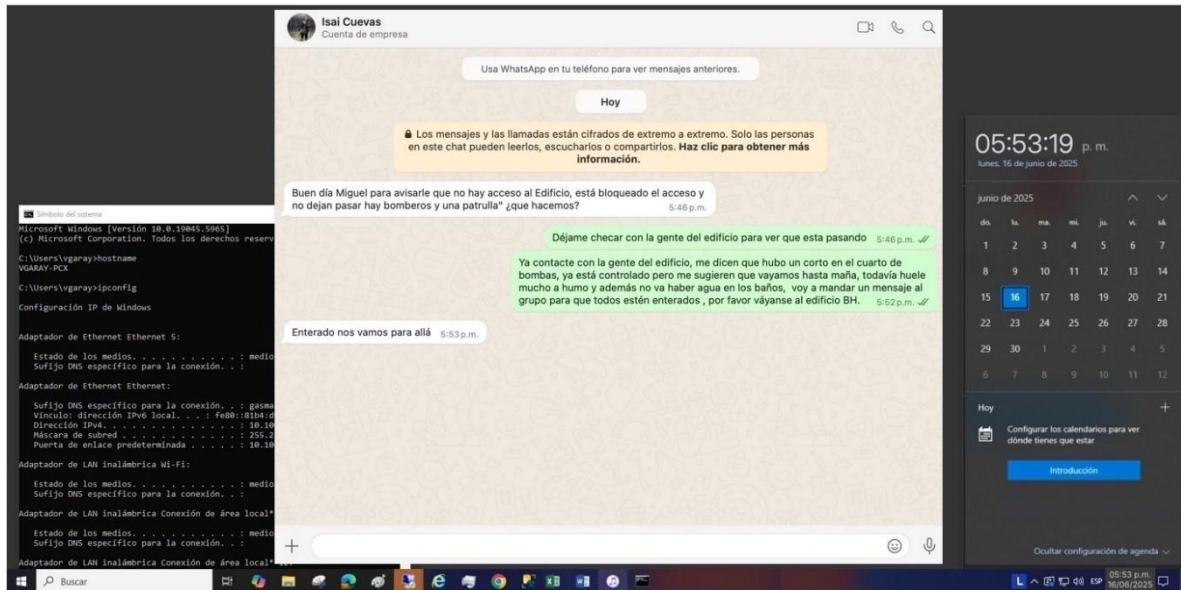 Isai Cuevas
Cuenta de empresa
Usa WhatsApp en tu teléfono para ver mensajes anteriores.
Hoy
Los mensajes y las llamadas están cifrados de extremo a extremo. Solo las personas
en este chat pueden leerlos, escucharlos o compartirlos. Haz clic para obtener más
información.
Buen día Miguel para avisarle que no hay acceso al Edificio, está bloqueado el acceso y
no dejan pasar hay bomberos y una patrulla" ¿que hacemos?
5:46 p.m.
Déjame checar con la gente del edificio para ver que esta pasando 5:46 p.m.
Ya contacte con la gente del edificio, me dicen que hubo un corto en el cuarto de
bombas, ya está controlado pero me sugieren que vayamos hasta maña, todavía huele
mucho a humo y además no va haber agua en los baños, voy a mandar un mensaje al
grupo para que todos estén enterados , por favor váyanse al edificio BH. 5:52 p.m.
Enterado nos vamos para allá 5:53 p.m.
Símbolo del sistema
Microsoft Windows [Versión 10.0.19045.5965]
(c) Microsoft Corporation. Todos los derechos reserv
C:\Users\vgaray>hostname
VGARAY-PCX
C:\Users\vgaray>ipconfig
Configuración IP de Windows
Adaptador de Ethernet Ethernet 5:
Estado de los medios. . . . . . . . . . . : medio
Sufijo DNS específico para la conexión. . :
Adaptador de Ethernet Ethernet:
Sufijo DNS específico para la conexión. . : gasma
Vínculo: dirección IPv6 local. . . : fe80::81b4:d
Dirección IPv4. . . . . . . . . . . . . . : 10.10
Máscara de subred . . . . . . . . . . . . : 255.2
Puerta de enlace predeterminada . . . . . : 10.10
Adaptador de LAN inalámbrica Wi-Fi:
Estado de los medios. . . . . . . . . . . : medio
Sufijo DNS específico para la conexión. . :
Adaptador de LAN inalámbrica Conexión de área local*
Estado de los medios. . . . . . . . . . . : medio
Sufijo DNS específico para la conexión. . :
Adaptador de LAN inalámbrica Conexión de área local*
05:53:19 p. m.
lunes, 16 de junio de 2025
junio de 2025
do. lu. ma. mi. ju. vi. sá.
1 2 3 4 5 6 7
8 9 10 11 12 13 14
15 16 17 18 19 20 21
22 23 24 25 26 27 28
29 30 1 2 3 4 5
6 7 8 9 10 11 12
Hoy
Configurar los calendarios para ver
dónde tienes que estar
Introducción
Ocultar configuración de agenda
Buscar
L ESP 05:53 p.m.
16/06/2025